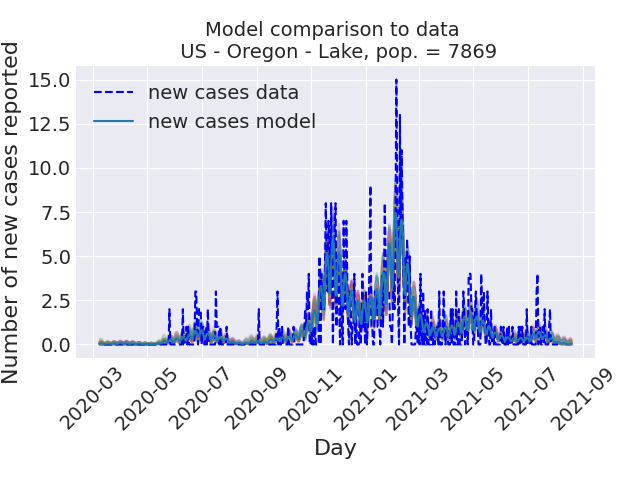 Model comparison to data
US - Oregon - Lake, pop. = 7869
Number of new cases reported
15.0
12.5
10.0
7.5
5.0
2.5
0.0
new cases data
new cases model
2020-03
2020-05
2020-07
2020-09
2020-11
2021-01
2021-03
2021-05
2021-07
2021-09
Day